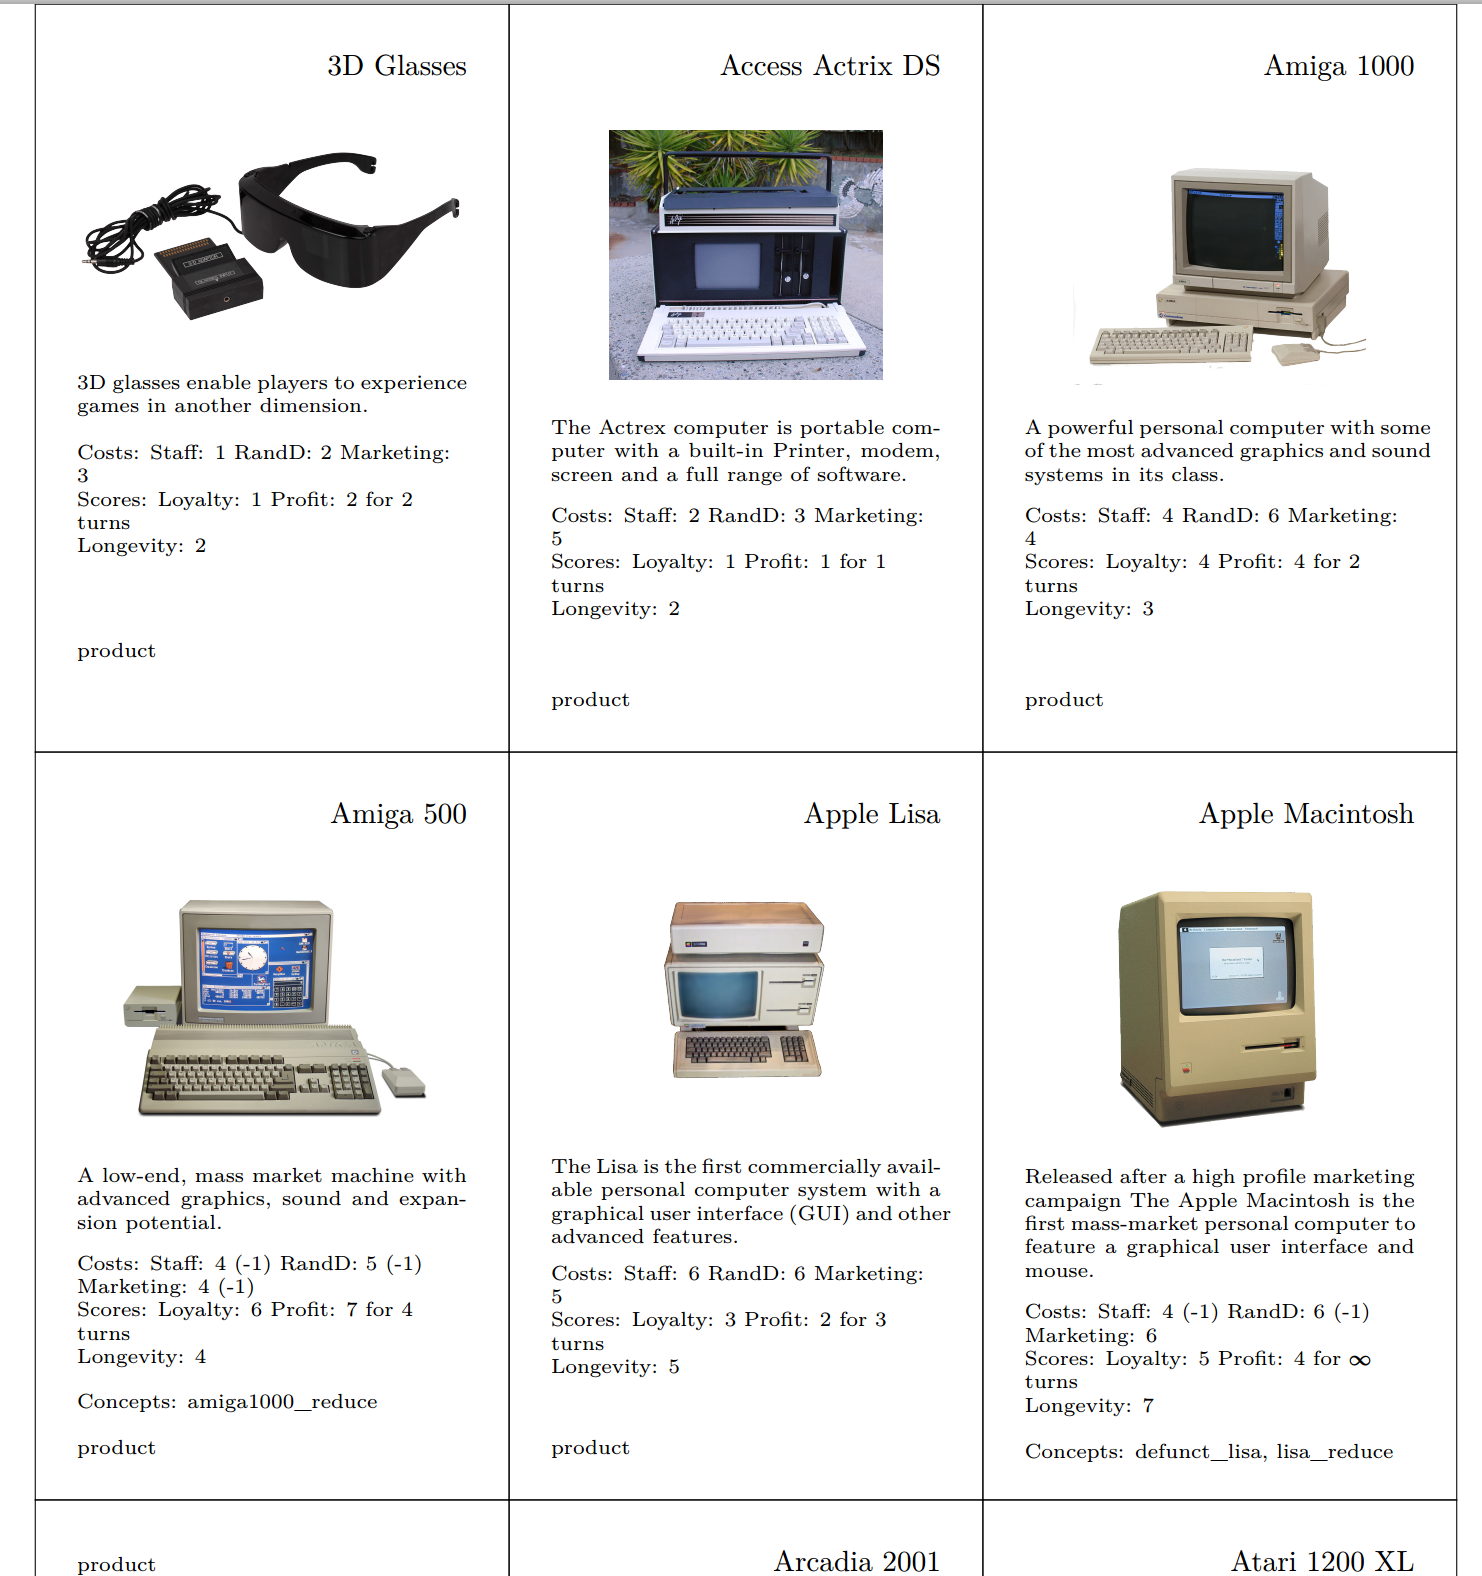 3D Glasses
3D glasses enable players to experience
games in another dimension.
Costs: Staff: 1 RandD: 2 Marketing:
3
Scores: Loyalty: 1 Profit: 2 for 2
turns
Longevity: 2
product
Access Actrix DS
The Actrex computer is portable com-
puter with a built-in Printer, modem,
screen and a full range of software.
Costs: Staff: 2 RandD: 3 Marketing:
5
Scores: Loyalty: 1 Profit: 1 for 1
turns
Longevity: 2
product
Amiga 1000
A powerful personal computer with some
of the most advanced graphics and sound
systems in its class.
Costs: Staff: 4 RandD: 6 Marketing:
4
Scores: Loyalty: 4 Profit: 4 for 2
turns
Longevity: 3
product
Amiga 500
A low-end, mass market machine with
advanced graphics, sound and expan-
sion potential.
Costs: Staff: 4 (-1) RandD: 5 (-1)
Marketing: 4 (-1)
Scores: Loyalty: 6 Profit: 7 for 4
turns
Longevity: 4
Concepts: amiga1000_reduce
product
Apple Lisa
The Lisa is the first commercially avail-
able personal computer system with a
graphical user interface (GUI) and other
advanced features.
Costs: Staff: 6 RandD: 6 Marketing:
5
Scores: Loyalty: 3 Profit: 2 for 3
turns
Longevity: 5
product
Apple Macintosh
Released after a high profile marketing
campaign The Apple Macintosh is the
first mass-market personal computer to
feature a graphical user interface and
mouse.
Costs: Staff: 4 (-1) RandD: 6 (-1)
Marketing: 6
Scores: Loyalty: 5 Profit: 4 for ∞
turns
Longevity: 7
Concepts: defunct_lisa, lisa_reduce
product
Arcadia 2001
Atari 1200 XL